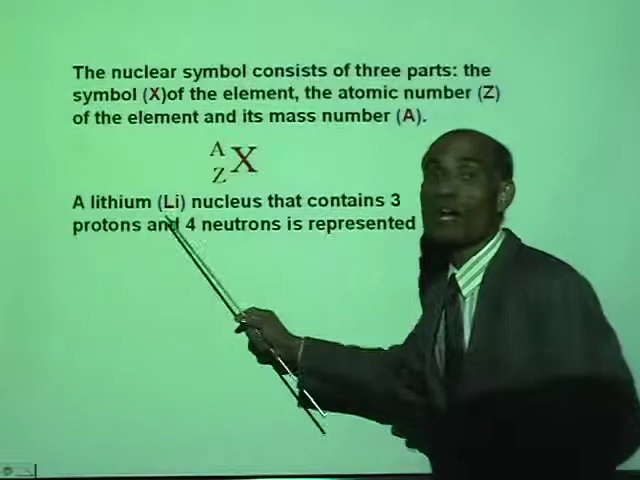 The nuclear symbol consists of three parts: the
symbol (X)of the element, the atomic number (Z)
of the element and its mass number (A).
A
Z X
A lithium (Li) nucleus that contains 3
protons and 4 neutrons is represented